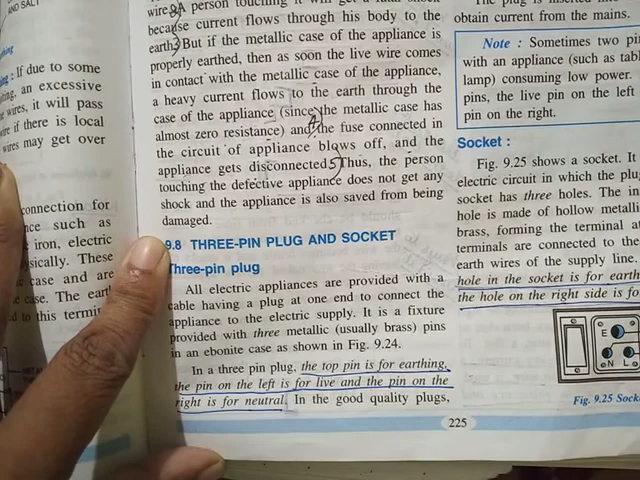 AND SALT
If due to some
ting, an excessive
e wires, it will pass
wire if there is local
wires may get over
connection for
nce such as
iron, electric
ysically. These
case and are
case. The eart
d to this termin
because current flows through his body to the
earth. But if the metallic case of the appliance is
properly earthed, then as soon the live wire comes
in contact with the metallic case of the appliance,
a heavy current flows to the earth through the
case of the appliance (since the metallic case has
almost zero resistance) and the fuse connected in
the circuit of appliance blows off, and the
appliance gets disconnected. Thus, the person
touching the defective appliance does not get any
shock and the appliance is also saved from being
damaged.
9.8 THREE-PIN PLUG AND SOCKET
Three-pin plug
All electric appliances are provided with a
cable having a plug at one end to connect the
appliance to the electric supply. It is a fixture
provided with three metallic (usually brass) pins
in an ebonite case as shown in Fig. 9.24.
In a three pin plug, the top pin is for earthing,
the pin on the left is for live and the pin on the
right is for neutral. In the good quality plugs,
obtain current from the mains.
Note : Sometimes two pin
with an appliance (such as tabl
lamp) consuming low power.
pins, the live pin on the left
pin on the right.
Socket :
Fig. 9.25 shows a socket. It
electric circuit in which the plug
socket has three holes. The in
hole is made of hollow metalli
brass, forming the terminal at
terminals are connected to the
earth wires of the supply line.
hole in the socket is for earth
the hole on the right side is fo
E
N L
Fig. 9.25 Socke
225